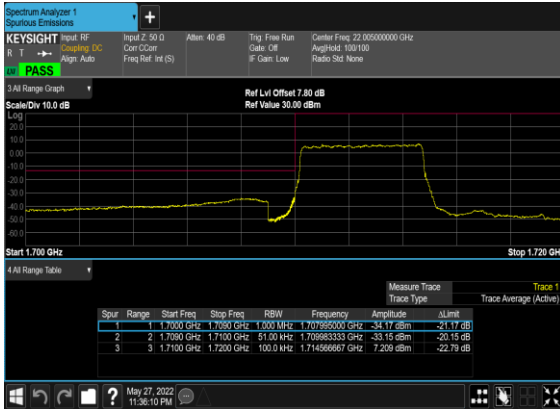 Spectrum Analyzer 1
Spurious Emissions
+
KEYSIGHT Input: RF Input Z: 50 Ω Atten: 40 dB Trig: Free Run Center Freq: 22.005000000 GHz
R T Coupling: DC Corr CCorr Gate: Off Avg|Hold: 100/100
Align: Auto Freq Ref: Int (S) IF Gain: Low Radio Std: None
PASS
3 All Range Graph
Ref Lvl Offset 7.80 dB
Scale/Div 10.0 dB Ref Value 30.00 dBm
Log
20.0
10.0
0.00
-10.0
-20.0
-30.0
-40.0
-50.0
-60.0
Start 1.700 GHz Stop 1.720 GH
4 All Range Table
Measure Trace Trace 1
Trace Type Trace Average (Active)
Spur Range Start Freq Stop Freq RBW Frequency Amplitude ΔLimit
1 1 1.7000 GHz 1.7090 GHz 1.000 MHz 1.707995000 GHz -34.17 dBm -21.17 dB
2 2 1.7090 GHz 1.7100 GHz 51.00 kHz 1.709983333 GHz -33.15 dBm -20.15 dB
3 3 1.7100 GHz 1.7200 GHz 100.0 kHz 1.714566667 GHz 7.209 dBm -22.79 dB
? May 27, 2022
11:36:10 PM